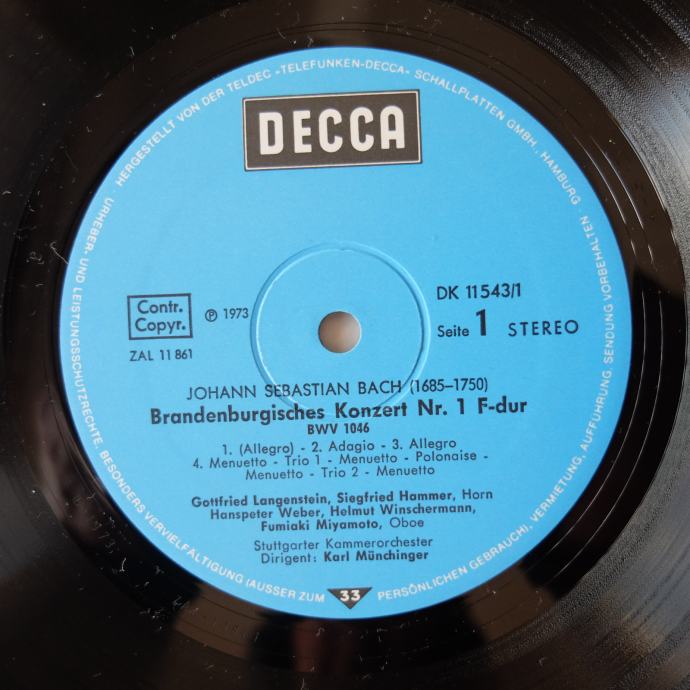 HERGESTELLT VON DER TELDEC »TELEFUNKEN-DECCA« SCHALLPLATTEN GMBH, HAMBURG
DECCA
Contr.
Copyr.
Ⓟ 1973
ZAL 11 861
DK 11 543/1
Seite 1 STEREO
JOHANN SEBASTIAN BACH (1685–1750)
Brandenburgisches Konzert Nr. 1 F-dur
BWV 1046
1. (Allegro) - 2. Adagio - 3. Allegro
4. Menuetto - Trio 1 - Menuetto - Polonaise -
Menuetto - Trio 2 - Menuetto
Gottfried Langenstein, Siegfried Hammer, Horn
Hanspeter Weber, Helmut Winschermann,
Fumiaki Miyamoto, Oboe
Stuttgarter Kammerorchester
Dirigent: Karl Münchinger
33
URHEBER- UND LEISTUNGSSCHUTZRECHTE. BESONDERS VERVIELFÄLTIGUNG (AUSSER ZUM PERSÖNLICHEN GEBRAUCH), VERMIETUNG, AUFFÜHRUNG, SENDUNG VORBEHALTEN